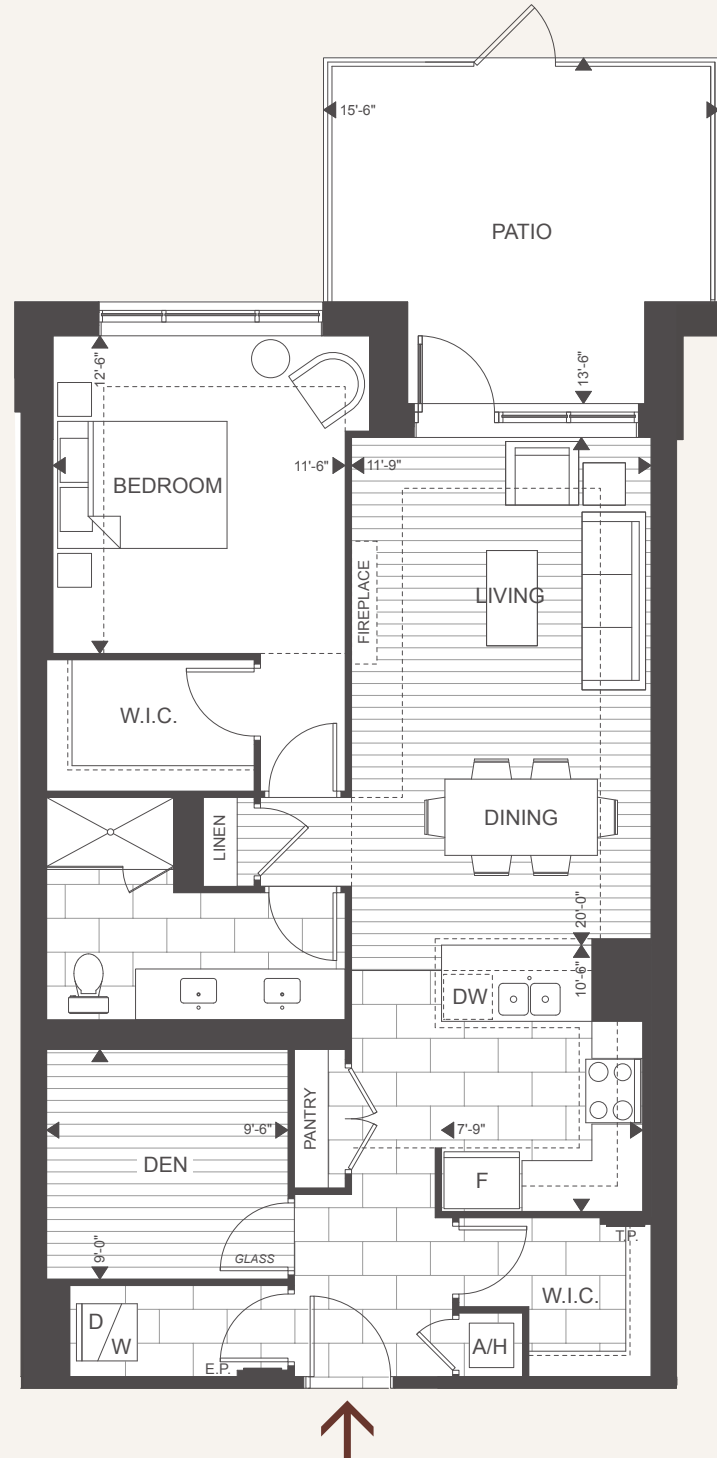 15'-6"
PATIO
13'-6"
12'-6"
11'-6"
11'-9"
BEDROOM
FIREPLACE
LIVING
W.I.C.
LINEN
DINING
20'-0"
10'-6"
DW
PANTRY
7'-9"
9'-6"
DEN
F
9'-0"
GLASS
T.P.
W.I.C.
D
W
A/H
E.P.